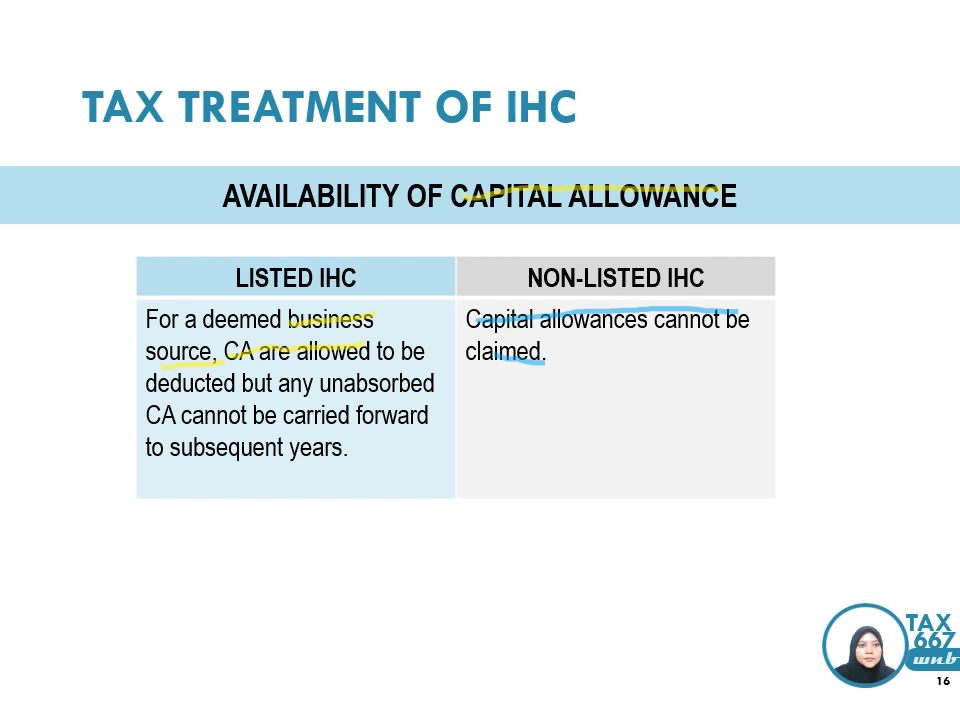 TAX TREATMENT OF IHC
AVAILABILITY OF CAPITAL ALLOWANCE
LISTED IHC
For a deemed business
source, CA are allowed to be
deducted but any unabsorbed
CA cannot be carried forward
to subsequent years.
NON-LISTED IHC
Capital allowances cannot be
claimed.
TAX
667
wnb
16